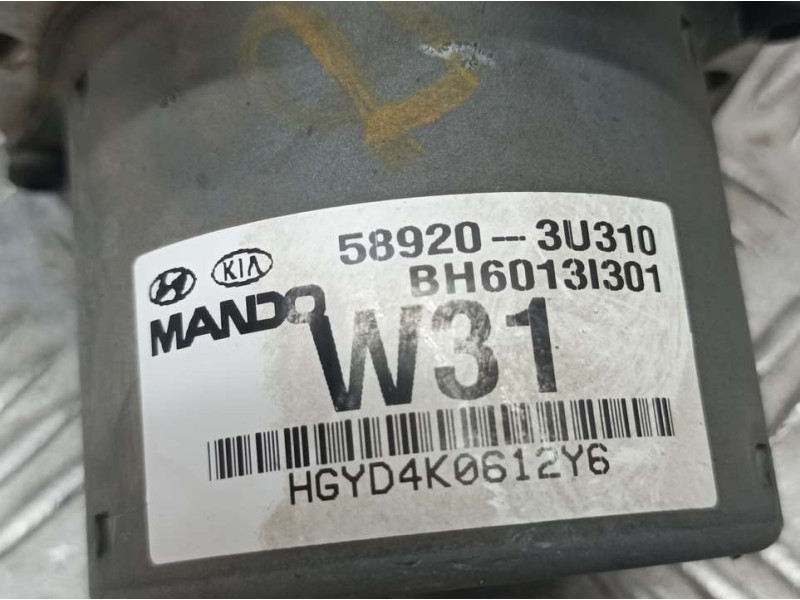 58920---3U310
KIA
BH6013I301
MANDO
W31
HGYD4K0612Y6